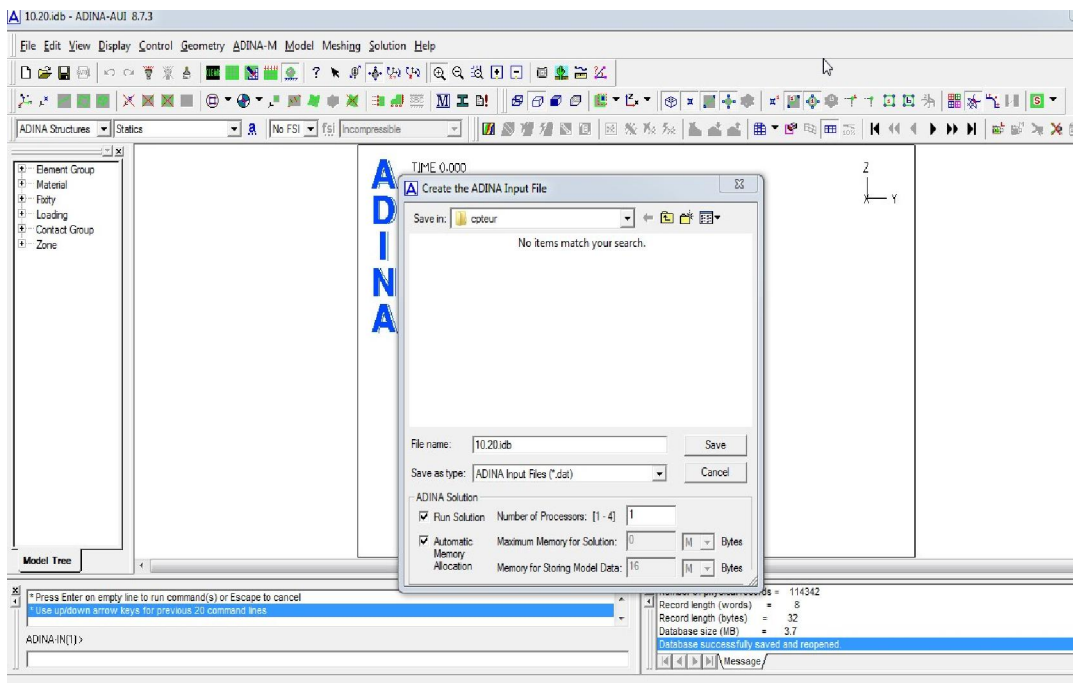 10.20.idb - ADINA-AUI 8.7.3
File Edit View Display Control Geometry ADINA-M Model Meshing Solution Help
ADINA Structures Statics No FSI fsi Incompressible
Element Group
Material
Fixity
Loading
Contact Group
Zone
Model Tree
ADINA
TIME 0.000
Z
X Y
Create the ADINA Input File
Save in: cpteur
No items match your search.
File name: 10.20.idb Save
Save as type: ADINA Input Files (*.dat) Cancel
ADINA Solution
Run Solution Number of Processors: [1 - 4] 1
Automatic Memory Allocation
Maximum Memory for Solution: 0 M Bytes
Memory for Storing Model Data: 16 M Bytes
* Press Enter on empty line to run command(s) or Escape to cancel
* Use up/down arrow keys for previous 20 command lines
ADINA-IN(1)>
= 114342
Record length (words) = 8
Record length (bytes) = 32
Database size (MB) = 3.7
Database successfully saved and reopened.
Message